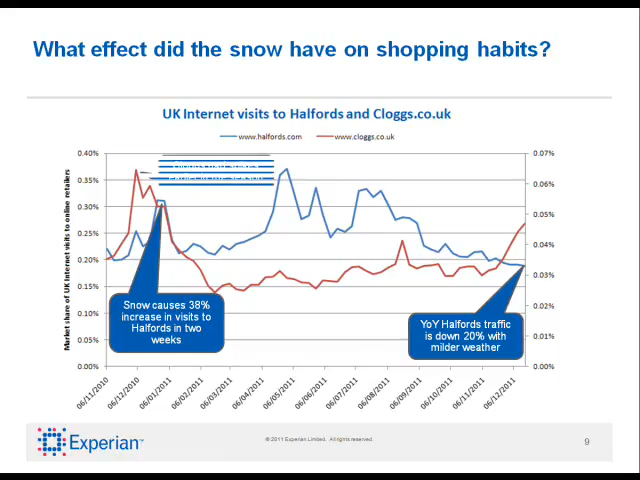 What effect did the snow have on shopping habits?
UK Internet visits to Halfords and Cloggs.co.uk
www.halfords.com
www.cloggs.co.uk
Market share of UK Internet visits to online retailers
0.40%
0.35%
0.30%
0.25%
0.20%
0.15%
0.10%
0.05%
0.00%
0.07%
0.06%
0.05%
0.04%
0.03%
0.02%
0.01%
0.00%
Snow causes 38%
increase in visits to
Halfords in two
weeks
YoY Halfords traffic
is down 20% with
milder weather
06/11/2010
06/12/2010
06/01/2011
06/02/2011
06/03/2011
06/04/2011
06/05/2011
06/06/2011
06/07/2011
06/08/2011
06/09/2011
06/10/2011
06/11/2011
06/12/2011
Experian™
© 2011 Experian Limited. All rights reserved.
9